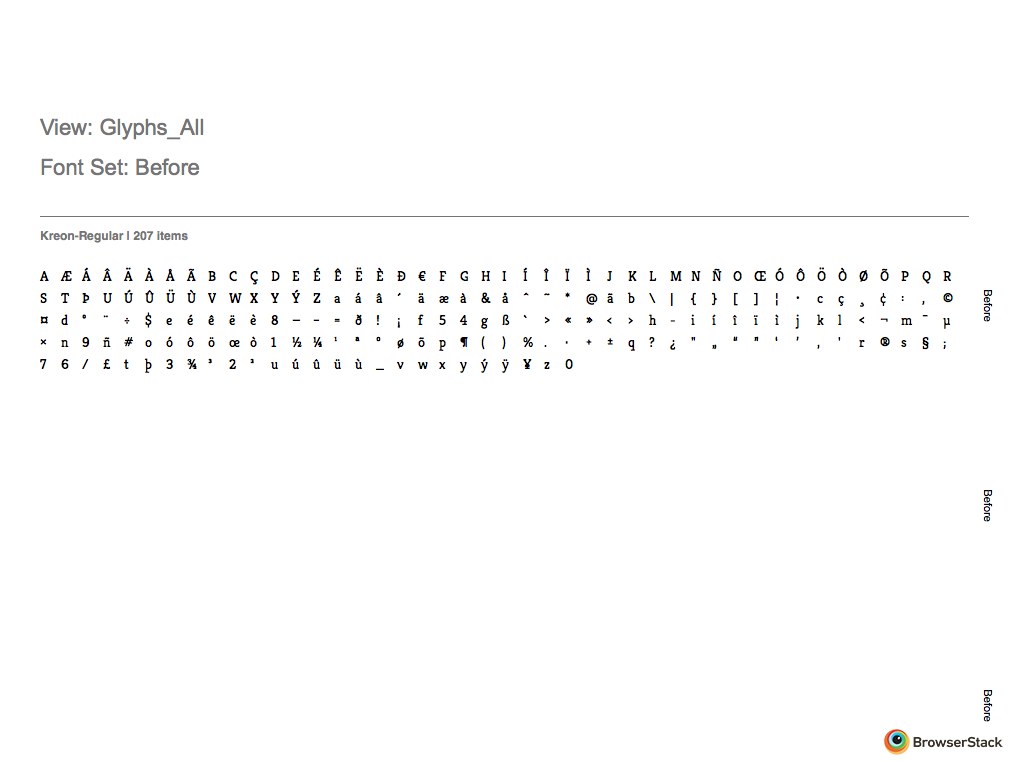 View: Glyphs_All
Font Set: Before
Kreon-Regular | 207 items
A Æ Á Â Ä À Å Ã B C Ç D E É Ê Ë È Ð € F G H I Í Î Ï Ì J K L M N Ñ O Œ Ó Ô Ö Ò Ø Õ P Q R
S T Þ U Ú Û Ü Ù V W X Y Ý Z a á â ´ ä æ à & å ^ ~ * @ ã b \ | { } [ ] ¦ · c ç ¸ ¢ : , ©
¤ d ° ¨ ÷ $ e é ê ë è 8 — – = ð ! ¡ f 5 4 g ß ` > « » ‹ › h - i í î ï ì j k l < ¬ m ¯ µ
× n 9 ñ # o ó ô ö œ ò 1 ½ ¼ ¹ ª º ø õ p ¶ ( ) % . · + ± q ? ¿ " „ “ ” ‘ ’ ‚ ' r ® s § ;
7 6 / £ t þ 3 ¾ ³ 2 ² u ú û ü ù _ v w x y ý ÿ ¥ z 0
Before
Before
Before
BrowserStack